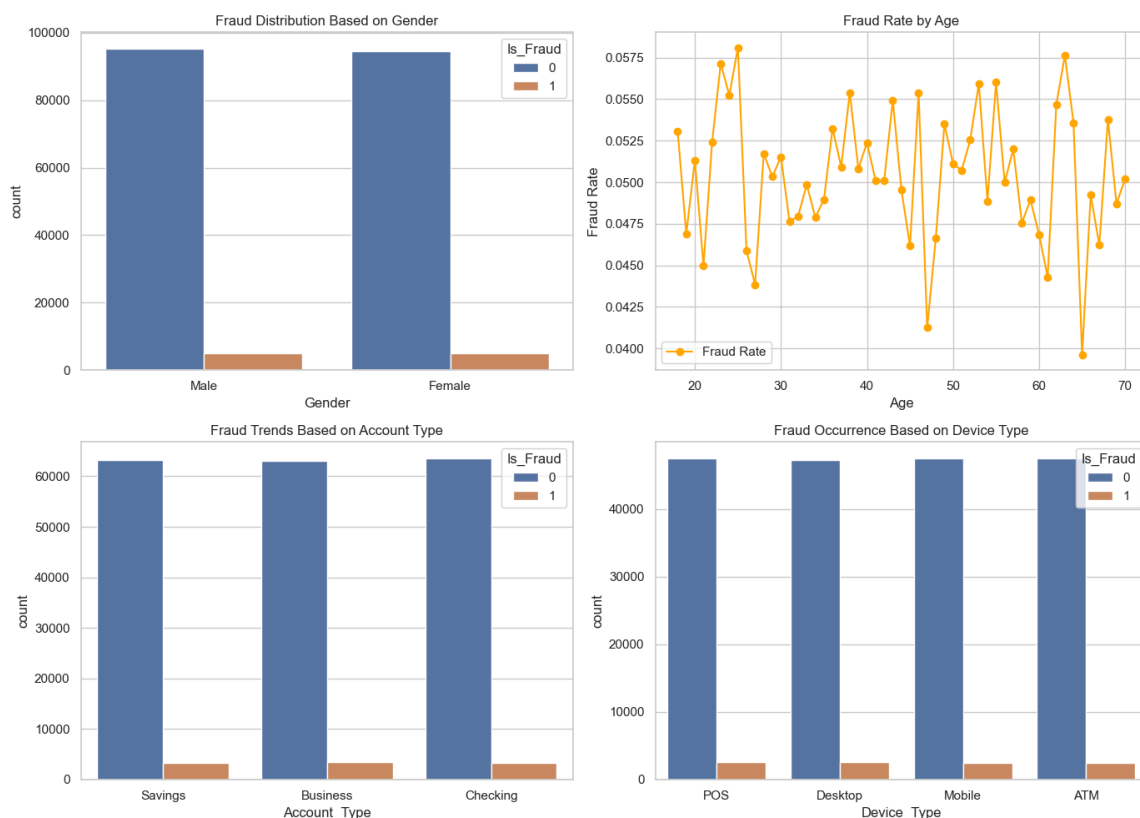 Fraud Distribution Based on Gender
100000
80000
60000
40000
20000
0
count
Is_Fraud
0
1
Male
Female
Gender
Fraud Rate by Age
0.0575
0.0550
0.0525
0.0500
0.0475
0.0450
0.0425
0.0400
Fraud Rate
Fraud Rate
20
30
40
50
60
70
Age
Fraud Trends Based on Account Type
60000
50000
40000
30000
20000
10000
0
count
Is_Fraud
0
1
Savings
Business
Checking
Account_Type
Fraud Occurrence Based on Device Type
40000
30000
20000
10000
0
count
Is_Fraud
0
1
POS
Desktop
Mobile
ATM
Device_Type